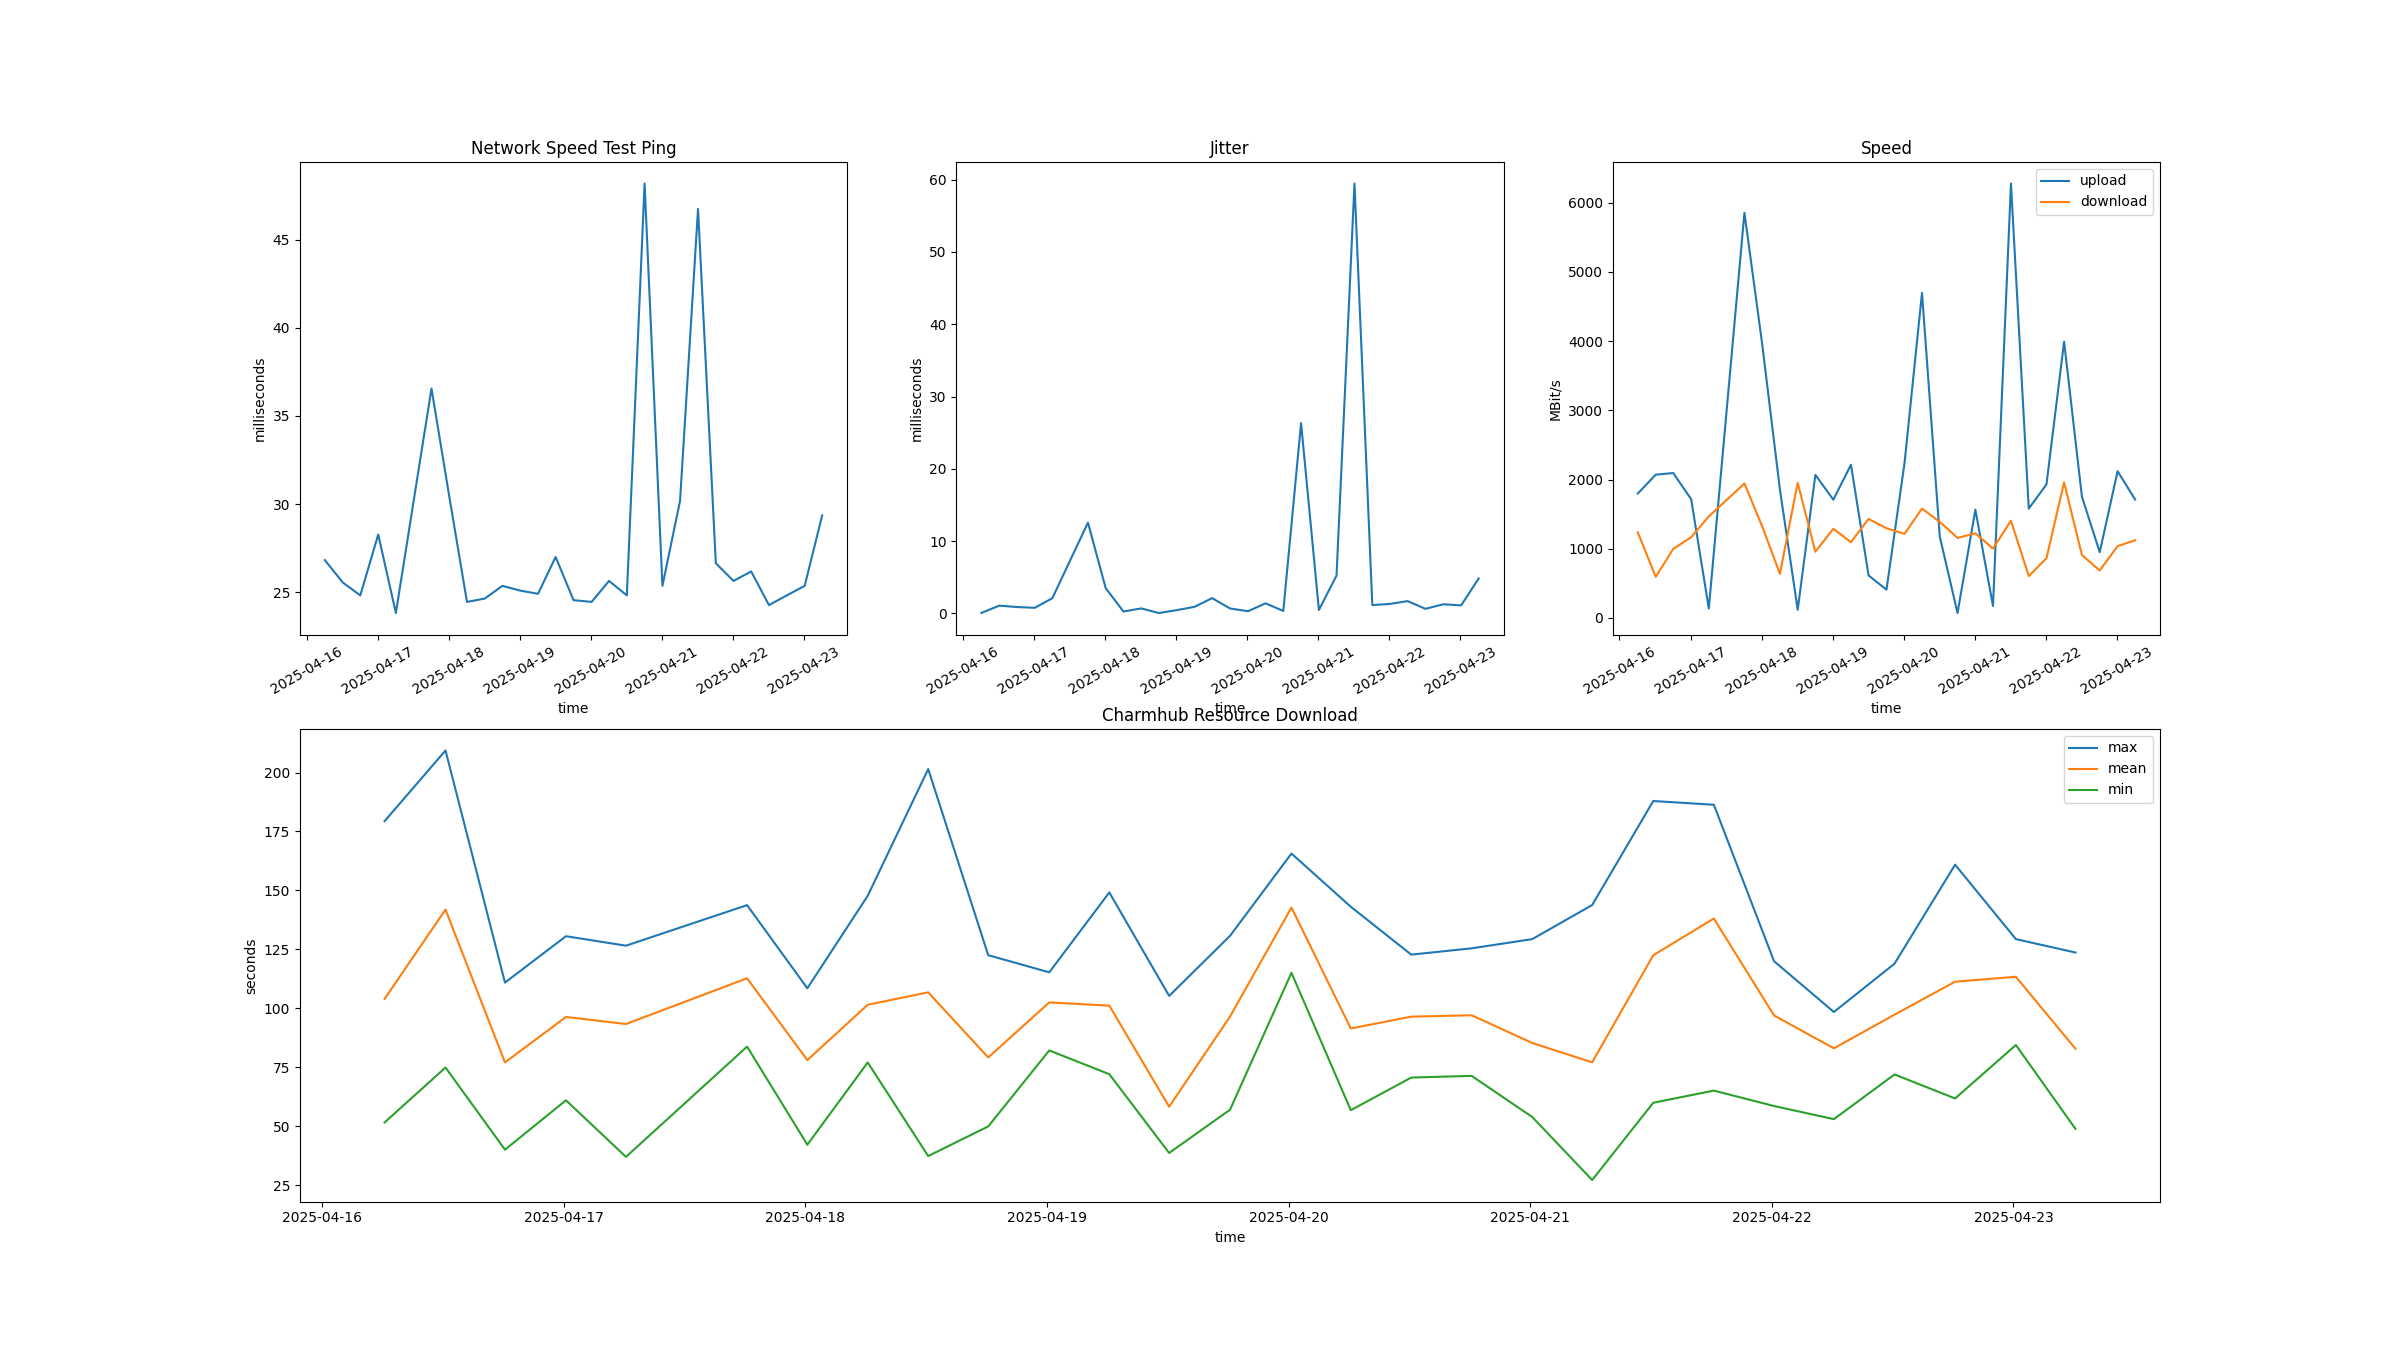 Network Speed Test Ping
milliseconds
45
40
35
30
25
2025-04-16 2025-04-17 2025-04-18 2025-04-19 2025-04-20 2025-04-21 2025-04-22 2025-04-23
time
Jitter
milliseconds
60
50
40
30
20
10
0
2025-04-16 2025-04-17 2025-04-18 2025-04-19 2025-04-20 2025-04-21 2025-04-22 2025-04-23
time
Speed
upload
download
MBit/s
6000
5000
4000
3000
2000
1000
0
2025-04-16 2025-04-17 2025-04-18 2025-04-19 2025-04-20 2025-04-21 2025-04-22 2025-04-23
time
Charmhub Resource Download
max
mean
min
seconds
200
175
150
125
100
75
50
25
2025-04-16 2025-04-17 2025-04-18 2025-04-19 2025-04-20 2025-04-21 2025-04-22 2025-04-23
time